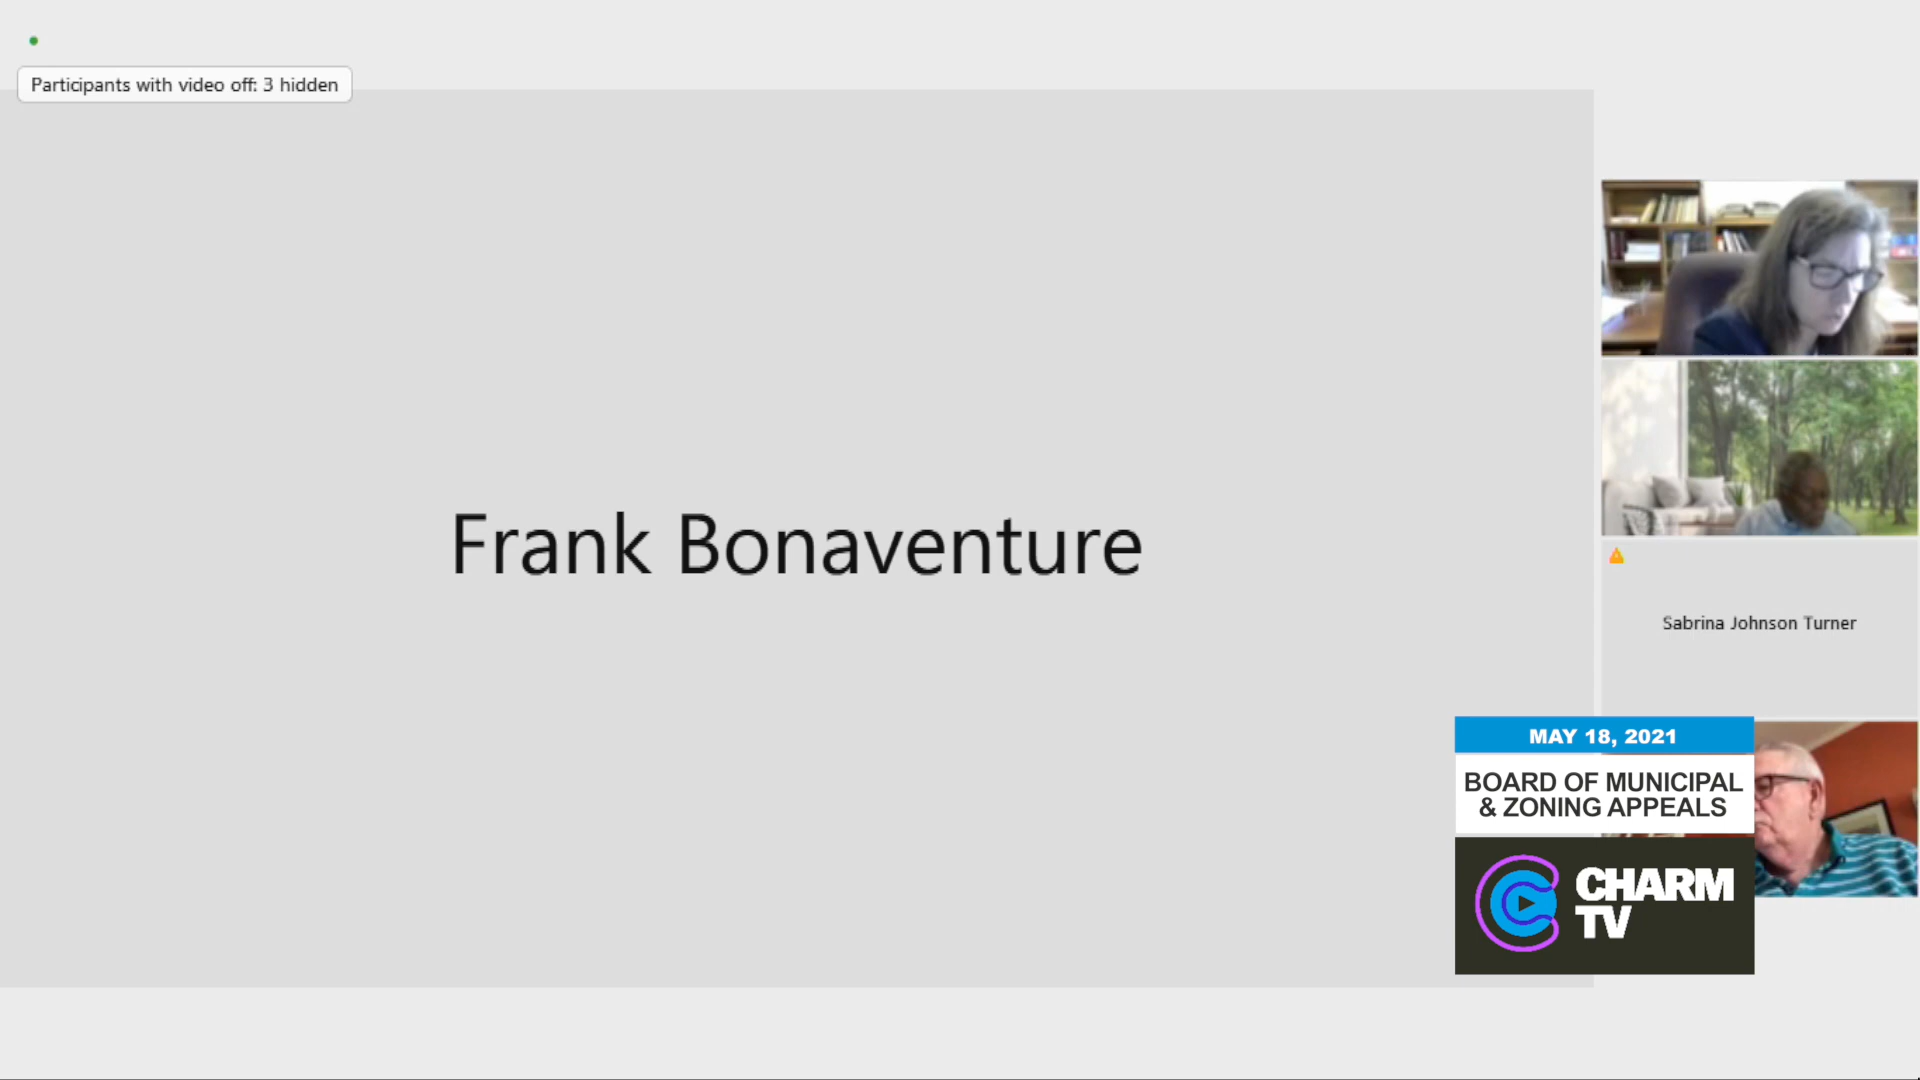 Participants with video off: 3 hidden
Frank Bonaventure
Sabrina Johnson Turner
MAY 18, 2021
BOARD OF MUNICIPAL
& ZONING APPEALS
CHARM
TV